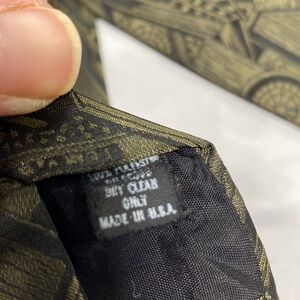 100% POLYESTER
DRY CLEAN
ONLY
MADE IN U.S.A.